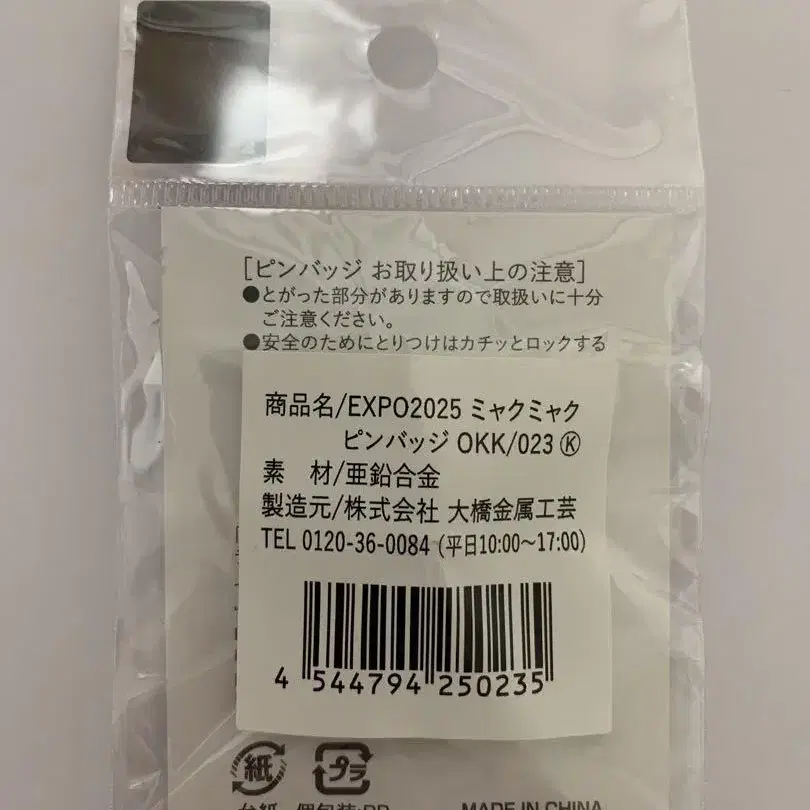 [ピンバッジ お取り扱い上の注意]
●とがった部分がありますので取扱いに十分
ご注意ください。
●安全のためにとりつけはカチッとロックする
商品名/EXPO2025 ミャクミャク
ピンバッジ OKK/023 Ⓚ
素　材/亜鉛合金
製造元/株式会社 大橋金属工芸
TEL 0120-36-0084 (平日10:00〜17:00)
4 544794 250235
紙 プラ
台紙 個包装:PP MADE IN CHINA